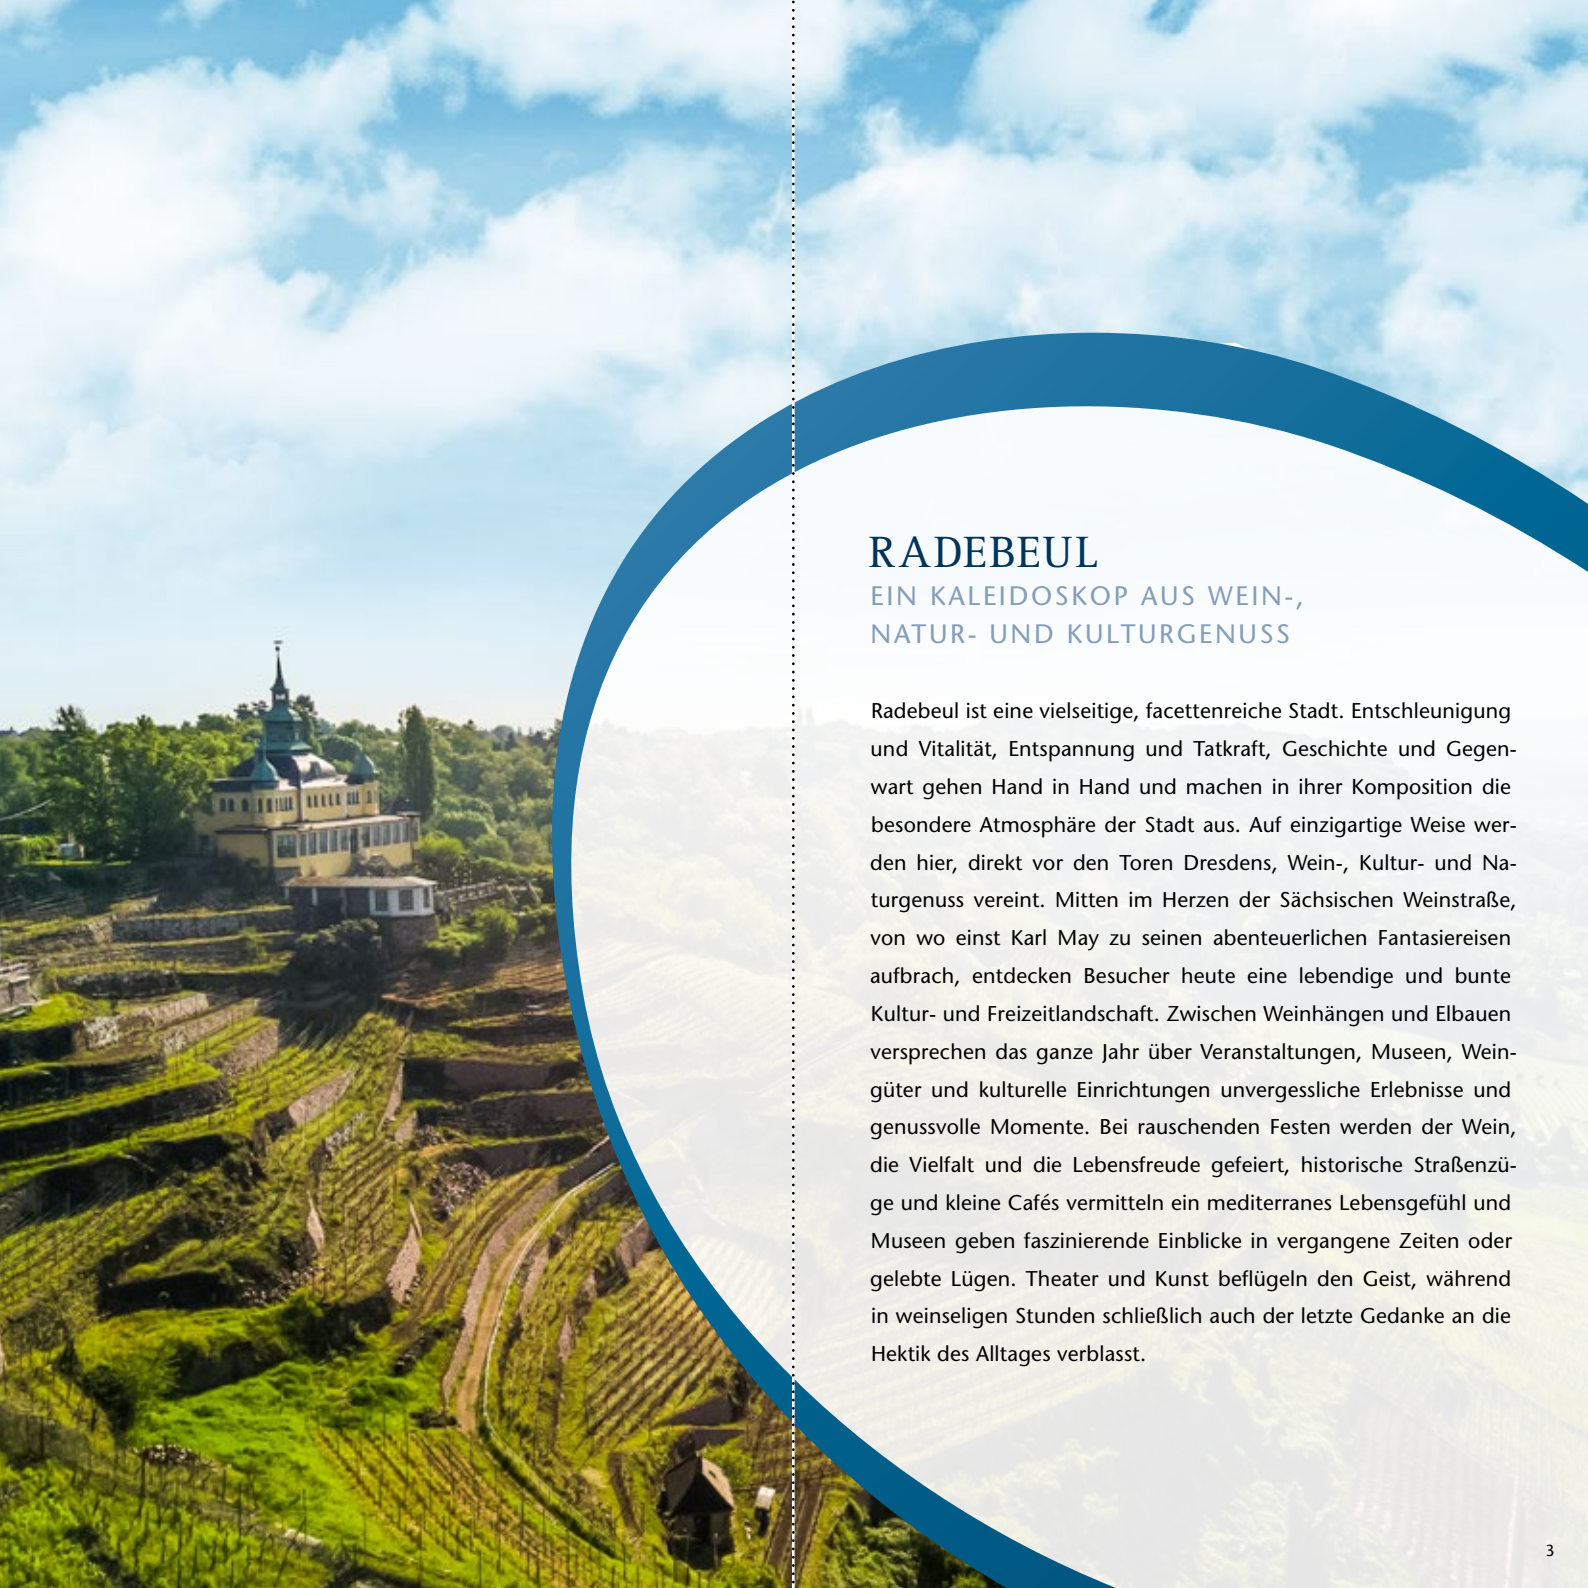 RADEBEUL
EIN KALEIDOSKOP AUS WEIN-,
NATUR- UND KULTURGENUSS
Radebeul ist eine vielseitige, facettenreiche Stadt. Entschleunigung
und Vitalität, Entspannung und Tatkraft, Geschichte und Gegen-
wart gehen Hand in Hand und machen in ihrer Komposition die
besondere Atmosphäre der Stadt aus. Auf einzigartige Weise wer-
den hier, direkt vor den Toren Dresdens, Wein-, Kultur- und Na-
turgenuss vereint. Mitten im Herzen der Sächsischen Weinstraße,
von wo einst Karl May zu seinen abenteuerlichen Fantasiereisen
aufbrach, entdecken Besucher heute eine lebendige und bunte
Kultur- und Freizeitlandschaft. Zwischen Weinhängen und Elbauen
versprechen das ganze Jahr über Veranstaltungen, Museen, Wein-
güter und kulturelle Einrichtungen unvergessliche Erlebnisse und
genussvolle Momente. Bei rauschenden Festen werden der Wein,
die Vielfalt und die Lebensfreude gefeiert, historische Straßenzü-
ge und kleine Cafés vermitteln ein mediterranes Lebensgefühl und
Museen geben faszinierende Einblicke in vergangene Zeiten oder
gelebte Lügen. Theater und Kunst beflügeln den Geist, während
in weinseligen Stunden schließlich auch der letzte Gedanke an die
Hektik des Alltages verblasst.
3